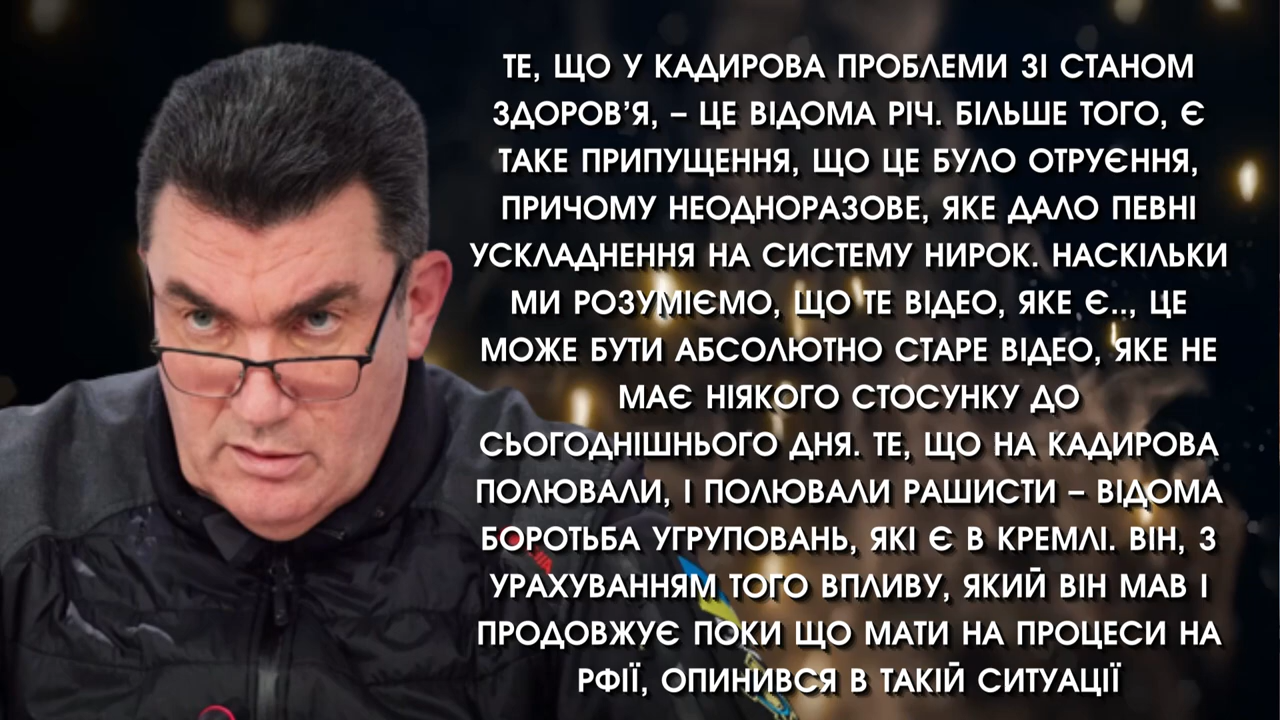 ТЕ, ЩО У КАДИРОВА ПРОБЛЕМИ ЗІ СТАНОМ
ЗДОРОВ’Я, – ЦЕ ВІДОМА РІЧ. БІЛЬШЕ ТОГО, Є
ТАКЕ ПРИПУЩЕННЯ, ЩО ЦЕ БУЛО ОТРУЄННЯ,
ПРИЧОМУ НЕОДНОРАЗОВЕ, ЯКЕ ДАЛО ПЕВНІ
УСКЛАДНЕННЯ НА СИСТЕМУ НИРОК. НАСКІЛЬКИ
МИ РОЗУМІЄМО, ЩО ТЕ ВІДЕО, ЯКЕ Є.., ЦЕ
МОЖЕ БУТИ АБСОЛЮТНО СТАРЕ ВІДЕО, ЯКЕ НЕ
МАЄ НІЯКОГО СТОСУНКУ ДО
СЬОГОДНІШНЬОГО ДНЯ. ТЕ, ЩО НА КАДИРОВА
ПОЛЮВАЛИ, І ПОЛЮВАЛИ РАШИСТИ – ВІДОМА
БОРОТЬБА УГРУПОВАНЬ, ЯКІ Є В КРЕМЛІ. ВІН, З
УРАХУВАННЯМ ТОГО ВПЛИВУ, ЯКИЙ ВІН МАВ І
ПРОДОВЖУЄ ПОКИ ЩО МАТИ НА ПРОЦЕСИ НА
РФІЇ, ОПИНИВСЯ В ТАКІЙ СИТУАЦІЇ